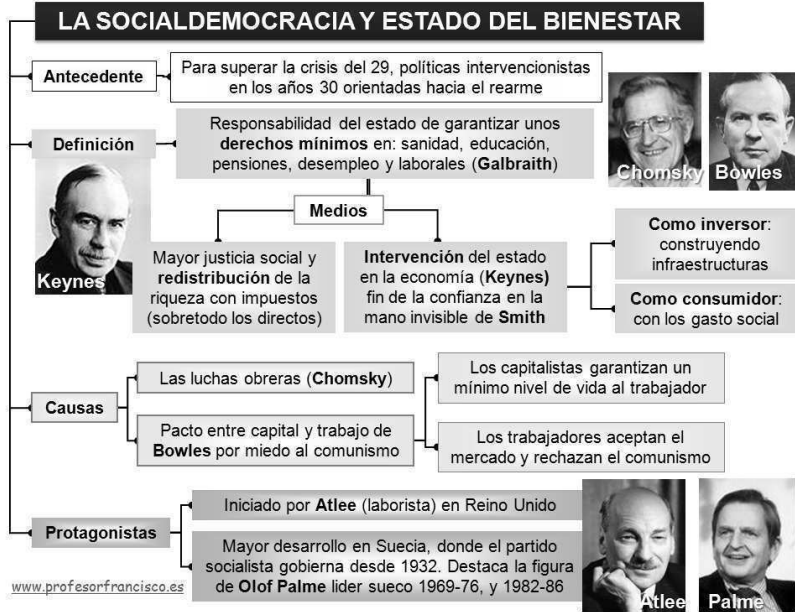 LA SOCIALDEMOCRACIA Y ESTADO DEL BIENESTAR
Antecedente
Para superar la crisis del 29, políticas intervencionistas
en los años 30 orientadas hacia el rearme
Chomsky
Bowles
Definición
Responsabilidad del estado de garantizar unos
derechos mínimos en: sanidad, educación,
pensiones, desempleo y laborales (Galbraith)
Keynes
Medios
Mayor justicia social y
redistribución de la
riqueza con impuestos
(sobretodo los directos)
Intervención del estado
en la economía (Keynes)
fin de la confianza en la
mano invisible de Smith
Como inversor:
construyendo
infraestructuras
Como consumidor:
con los gasto social
Causas
Las luchas obreras (Chomsky)
Pacto entre capital y trabajo de
Bowles por miedo al comunismo
Los capitalistas garantizan un
mínimo nivel de vida al trabajador
Los trabajadores aceptan el
mercado y rechazan el comunismo
Protagonistas
Iniciado por Atlee (laborista) en Reino Unido
Mayor desarrollo en Suecia, donde el partido
socialista gobierna desde 1932. Destaca la figura
de Olof Palme lider sueco 1969-76, y 1982-86
Atlee
Palme
www.profesorfrancisco.es